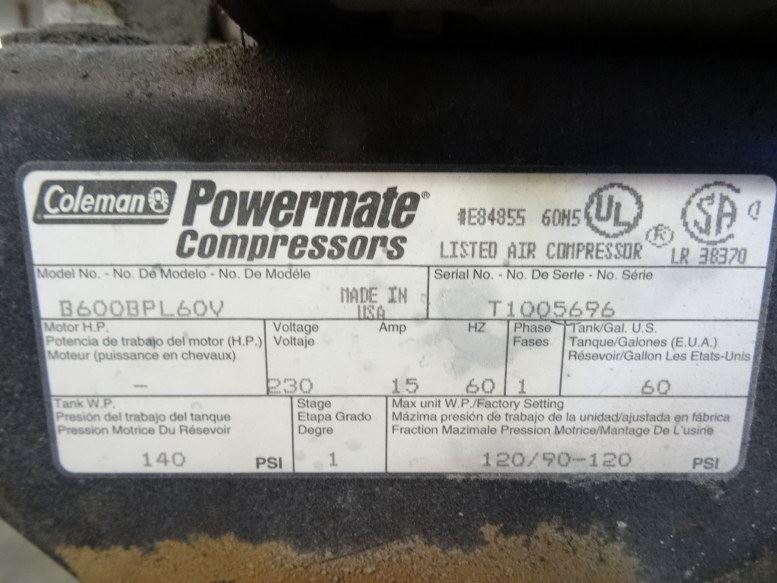 Coleman Powermate® #E84855 60N5 UL SA
Compressors LISTED AIR COMPRESSOR ® LR 38370
Model No. - No. De Modelo - No. De Modéle Serial No. - No. De Serle - No. Série
B600BPL60V MADE IN USA T1005696
Motor H.P. Voltage Amp HZ Phase Tank/Gal. U.S.
Potencia de trabajo del motor (H.P.) Voltaje Fases Tanque/Galones (E.U.A.)
Moteur (puissance en chevaux) Résevoir/Gallon Les Etats-Unis
- 230 15 60 1 60
Tank W.P. Stage Max unit W.P./Factory Setting
Presión del trabajo del tanque Etapa Grado Mázima presión de trabajo de la unidad/ajustada en fábrica
Pression Motrice Du Résevoir Degre Fraction Mazimale Pression Motrice/Mantage De L'usine
140 PSI 1 120/90-120 PSI